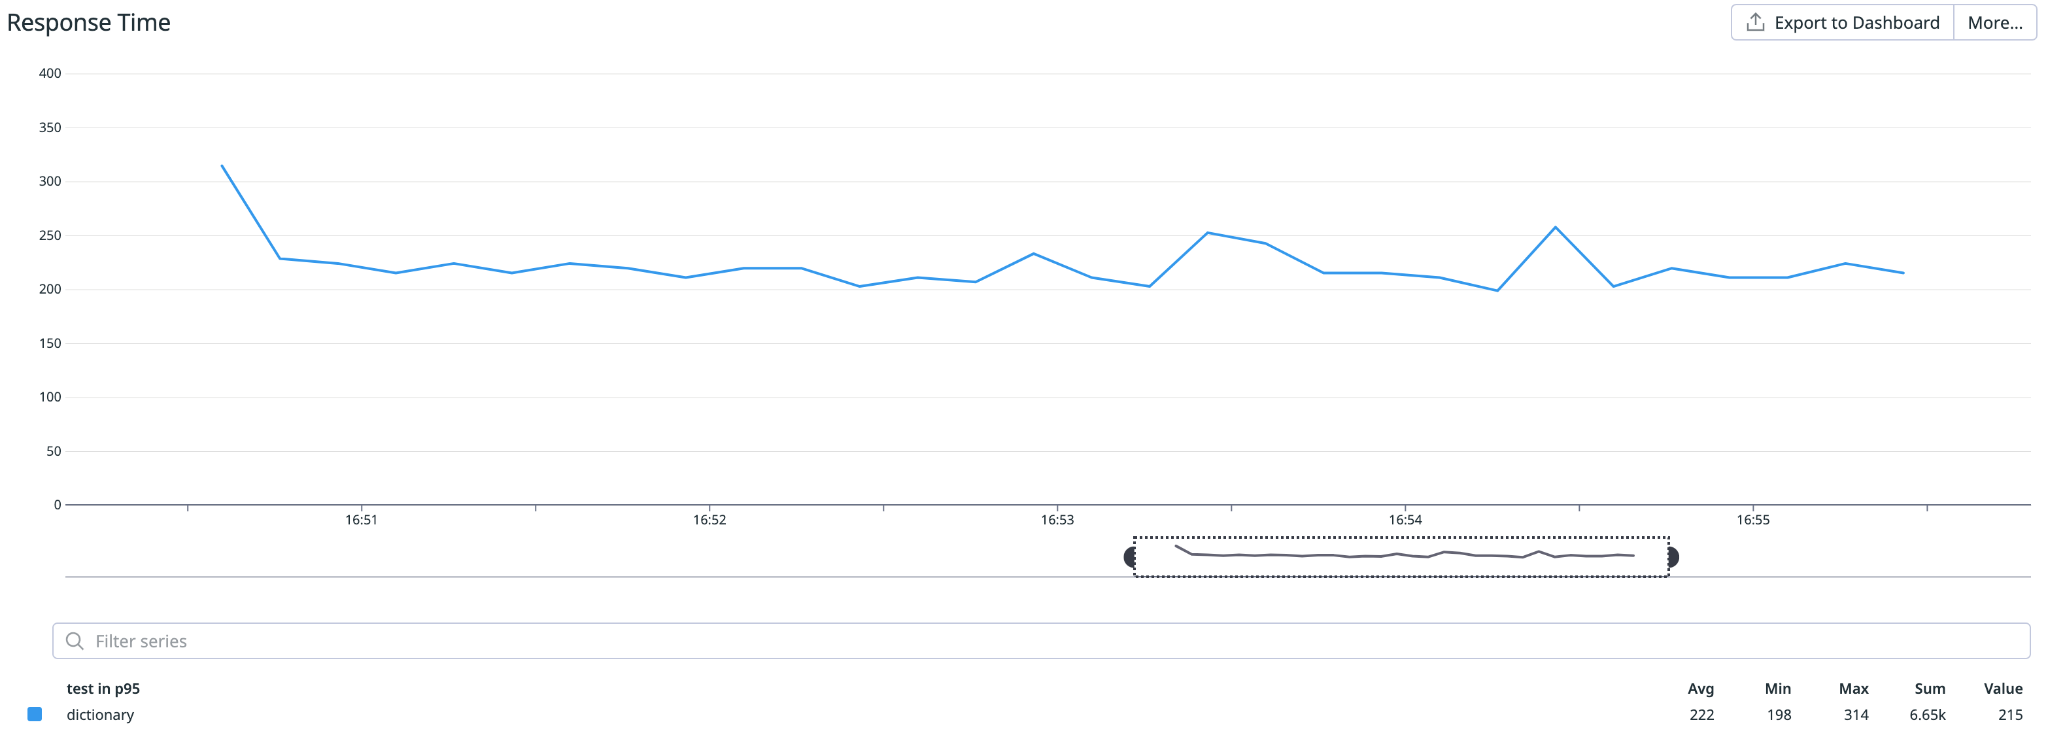 Response Time
Export to Dashboard
More...
400
350
300
250
200
150
100
50
0
16:51 16:52 16:53 16:54 16:55
Filter series
test in p95 Avg Min Max Sum Value
dictionary 222 198 314 6.65k 215